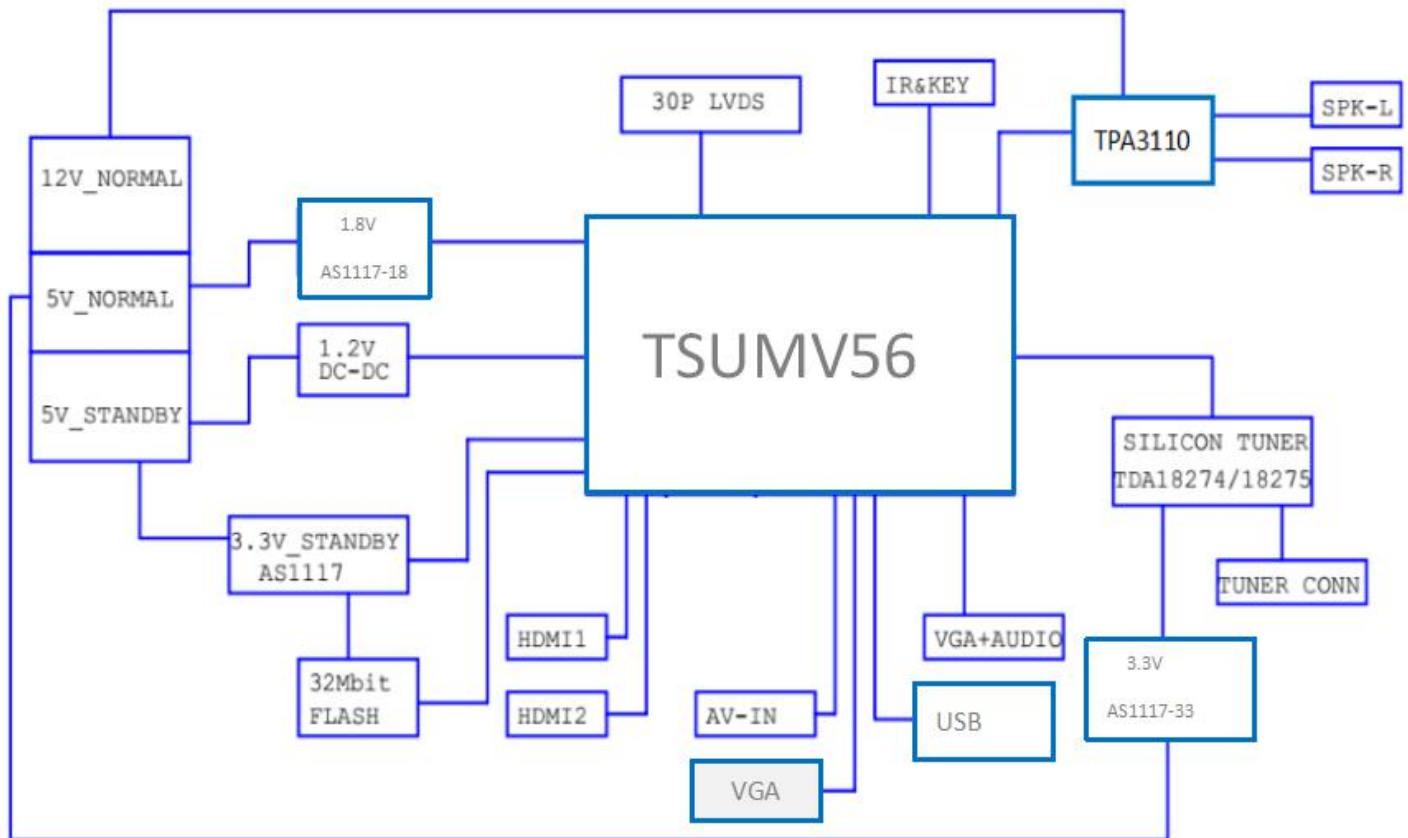 30P LVDS
IR&KEY
SPK-L
TPA3110
SPK-R
12V_NORMAL
1.8V
AS1117-18
5V_NORMAL
TSUMV56
1.2V
DC-DC
5V_STANDBY
SILICON TUNER
TDA18274/18275
3.3V_STANDBY
AS1117
TUNER CONN
HDMI1
VGA+AUDIO
3.3V
AS1117-33
32Mbit
FLASH
HDMI2
AV-IN
USB
VGA